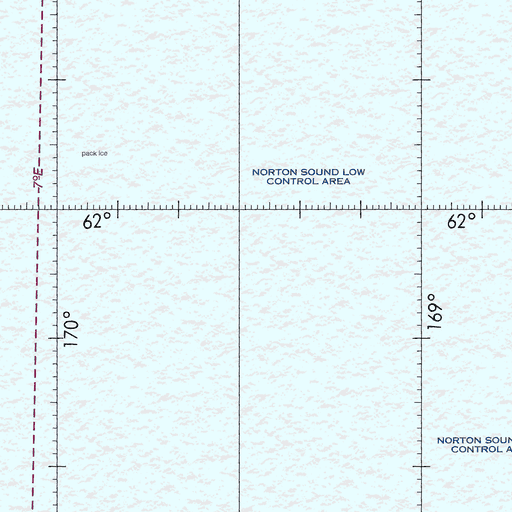 pack Ice
7°E
NORTON SOUND LOW
CONTROL AREA
62°
62°
170°
169°
NORTON SOUN
CONTROL A